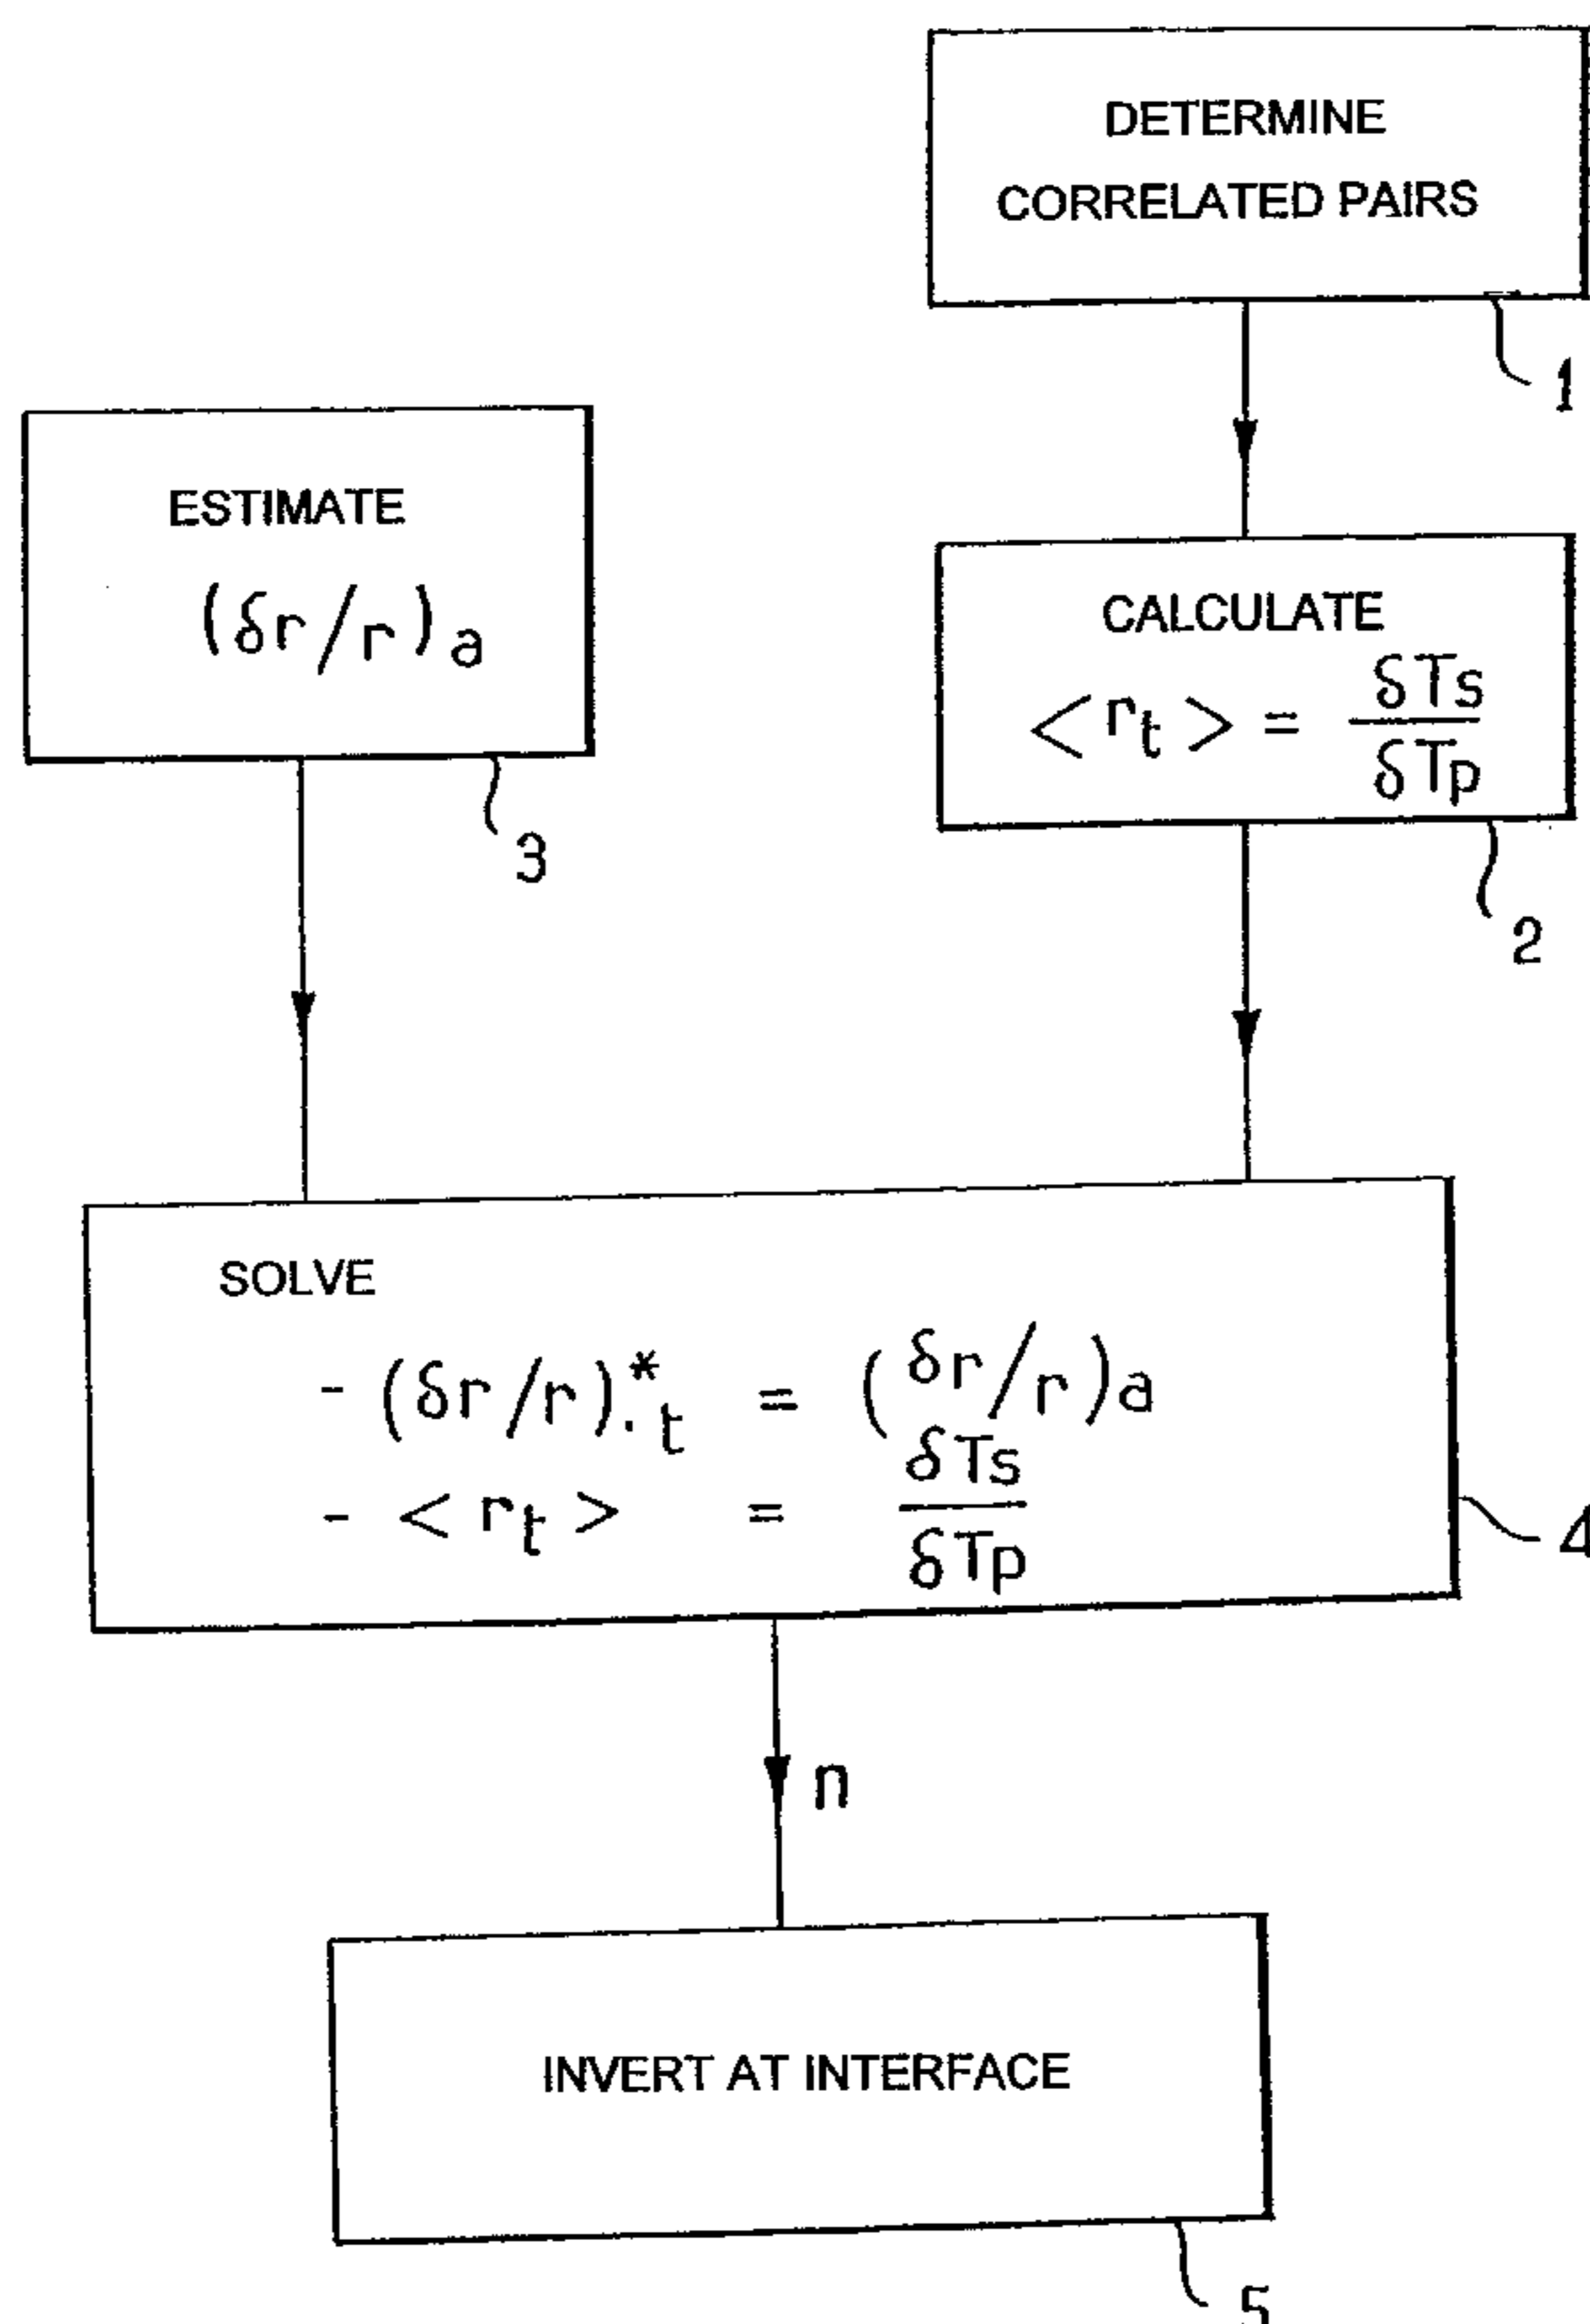 DETERMINE
CORRELATED PAIRS
1
ESTIMATE
(δr/r)a
3
CALCULATE
<rt> = δTs/δTp
2
SOLVE
- (δr/r).*t = (δr/r)a
- <rt> = δTs/δTp
4
n
INVERT AT INTERFACE
5